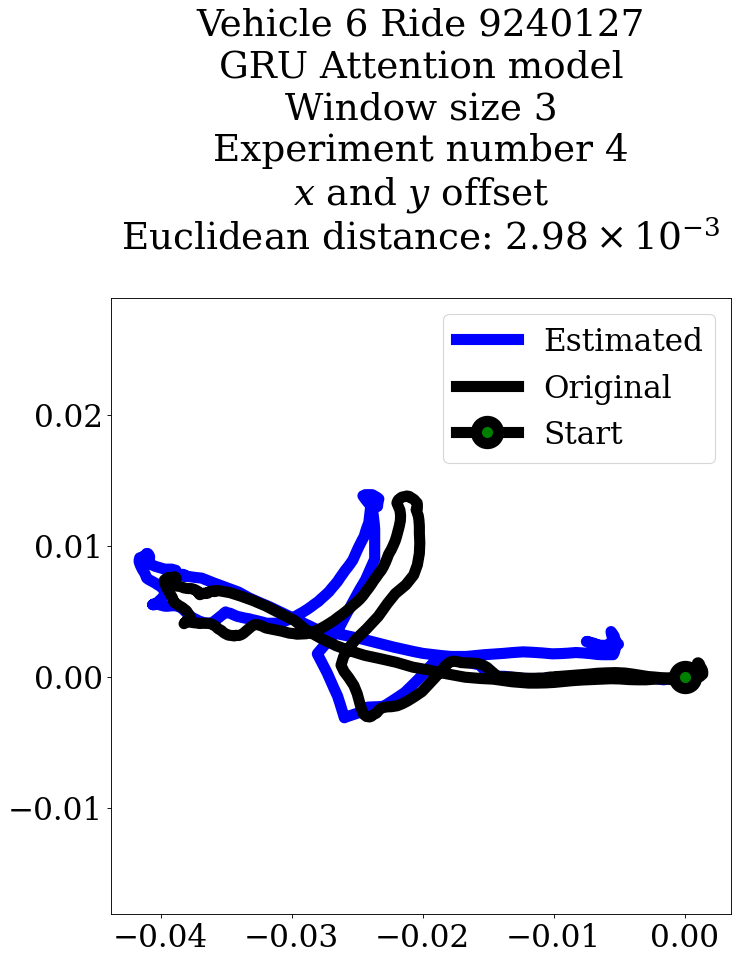 Vehicle 6 Ride 9240127
GRU Attention model
Window size 3
Experiment number 4
x and y offset
Euclidean distance: 2.98 × 10⁻³
Estimated
Original
Start
0.02
0.01
0.00
−0.01
−0.04 −0.03 −0.02 −0.01 0.00